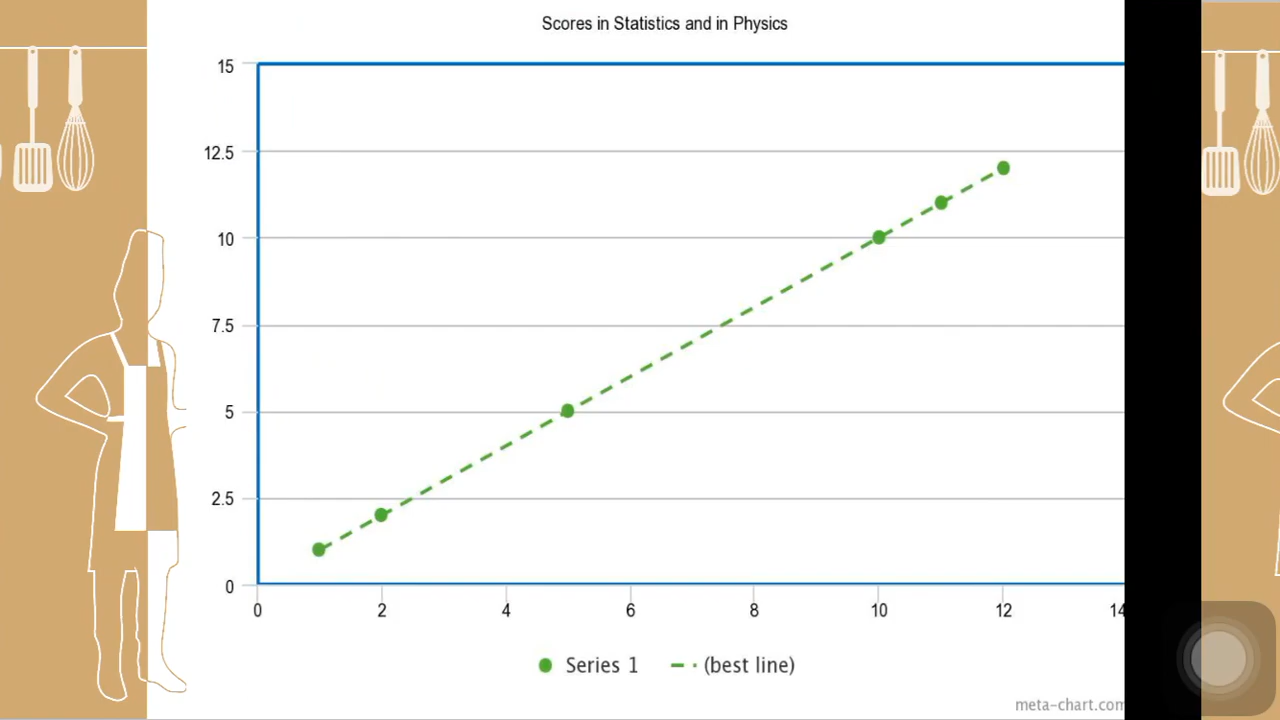 Scores in Statistics and in Physics
15
12.5
10
7.5
5
2.5
0
0 2 4 6 8 10 12 14
Series 1 (best line)
meta-chart.com